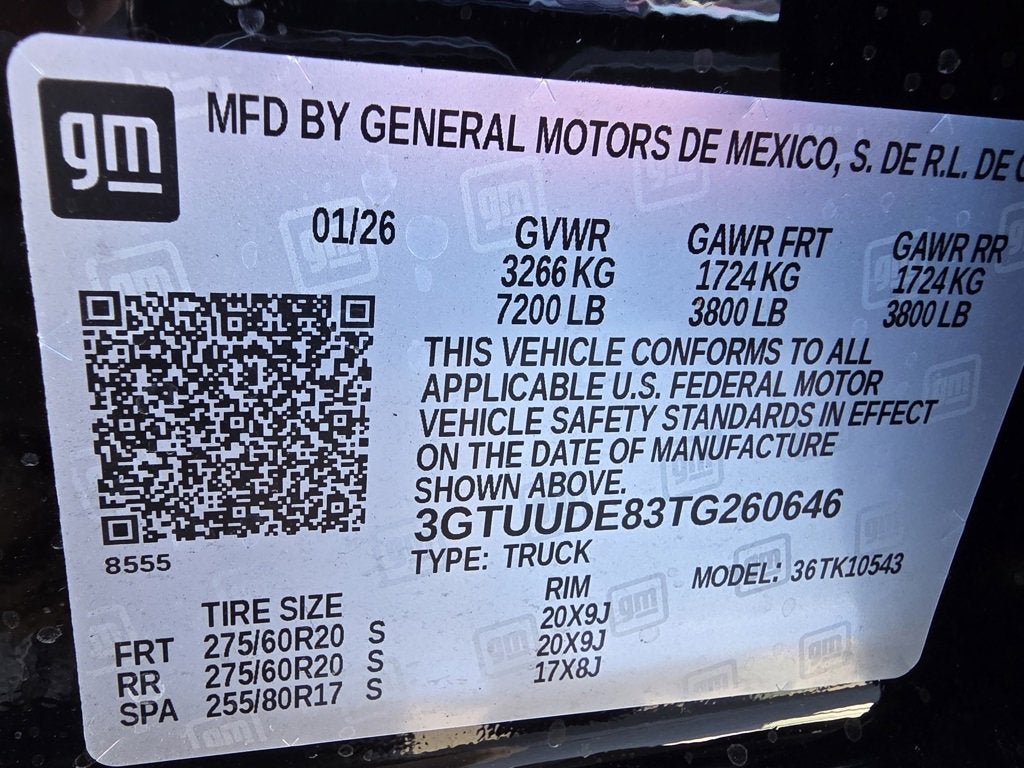 gm
MFD BY GENERAL MOTORS DE MEXICO, S. DE R.L. DE
01/26
GVWR GAWR FRT GAWR RR
3266 KG 1724 KG 1724 KG
7200 LB 3800 LB 3800 LB
THIS VEHICLE CONFORMS TO ALL
APPLICABLE U.S. FEDERAL MOTOR
VEHICLE SAFETY STANDARDS IN EFFECT
ON THE DATE OF MANUFACTURE
SHOWN ABOVE.
3GTUUDE83TG260646
8555
TYPE: TRUCK MODEL: 36TK10543
TIRE SIZE RIM
FRT 275/60R20 S 20X9J
RR 275/60R20 S 20X9J
SPA 255/80R17 S 17X8J